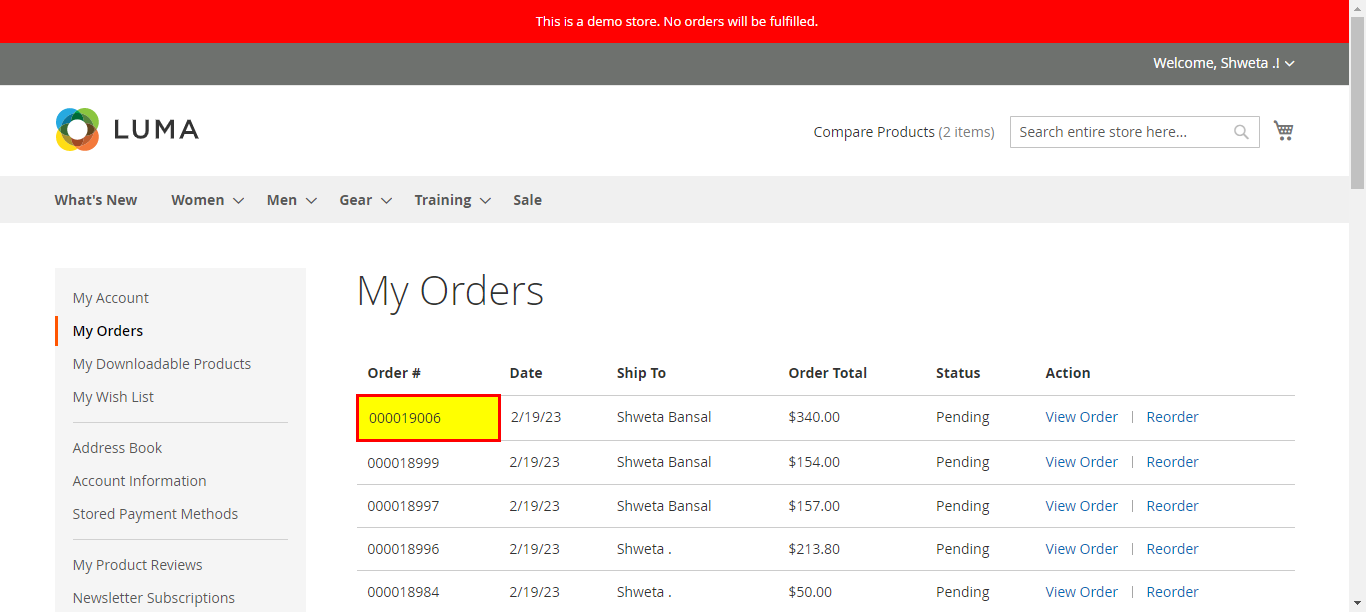 This is a demo store. No orders will be fulfilled.
Welcome, Shweta .!
LUMA
Compare Products (2 items)
Search entire store here...
What's New Women Men Gear Training Sale
My Account
My Orders
My Downloadable Products
My Wish List
Address Book
Account Information
Stored Payment Methods
My Product Reviews
Newsletter Subscriptions
My Orders
Order # Date Ship To Order Total Status Action
000019006 2/19/23 Shweta Bansal $340.00 Pending View Order | Reorder
000018999 2/19/23 Shweta Bansal $154.00 Pending View Order | Reorder
000018997 2/19/23 Shweta Bansal $157.00 Pending View Order | Reorder
000018996 2/19/23 Shweta . $213.80 Pending View Order | Reorder
000018984 2/19/23 Shweta . $50.00 Pending View Order | Reorder